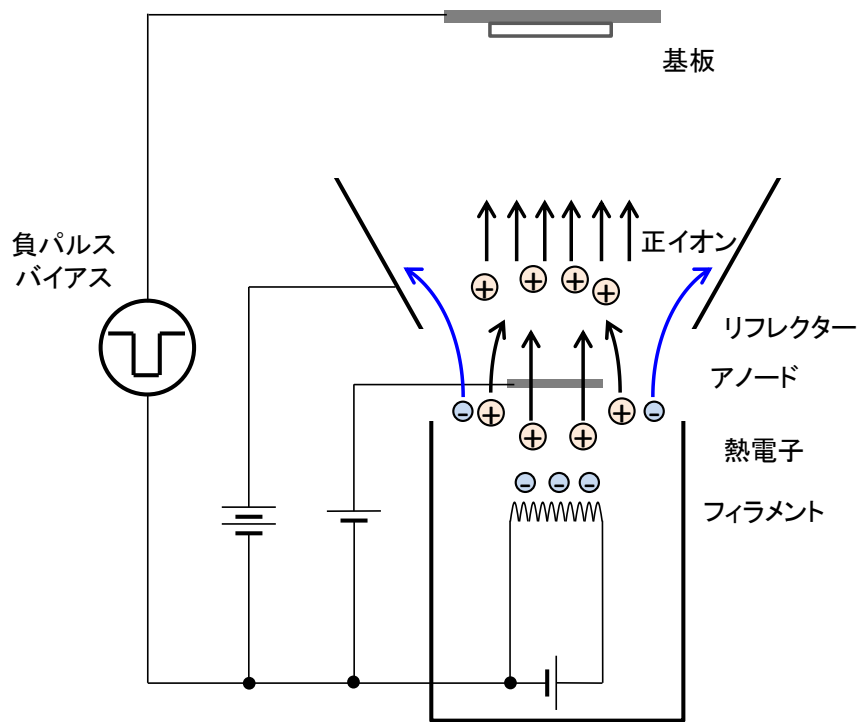 基板
負パルス
バイアス
正イオン
リフレクター
アノード
熱電子
フィラメント